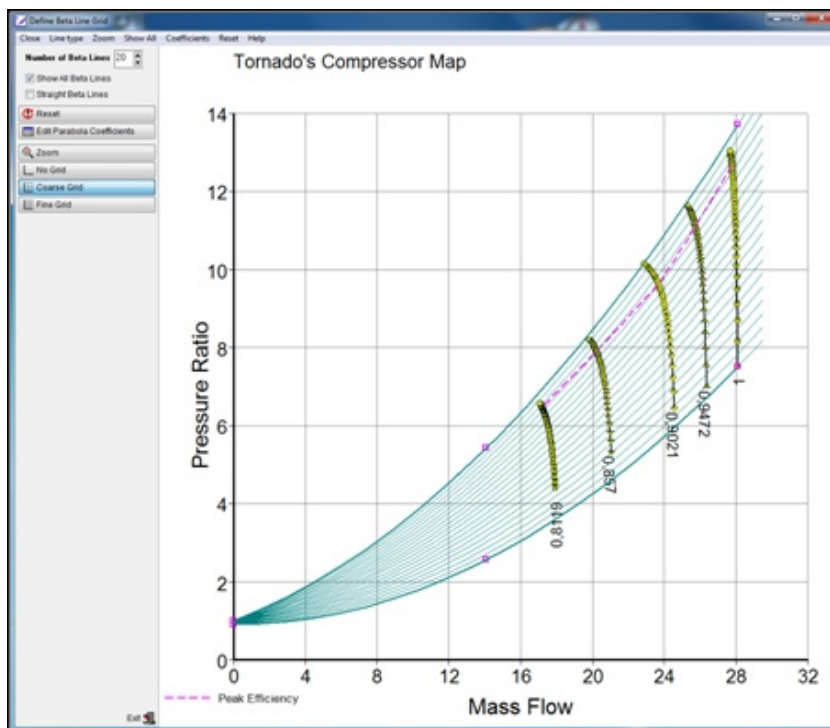 Define Beta Line Grid
Close Line type Zoom Show All Coefficients Reset Help
Number of Beta Lines 20
Show All Beta Lines
Straight Beta Lines
Reset
Edit Parabola Coefficients
Zoom
No Grid
Coarse Grid
Fine Grid
Exit
Tornado's Compressor Map
Pressure Ratio
14
12
10
8
6
4
2
0
0 4 8 12 16 20 24 28 32
Mass Flow
0,8119
0,857
0,9021
0,9472
1
Peak Efficiency